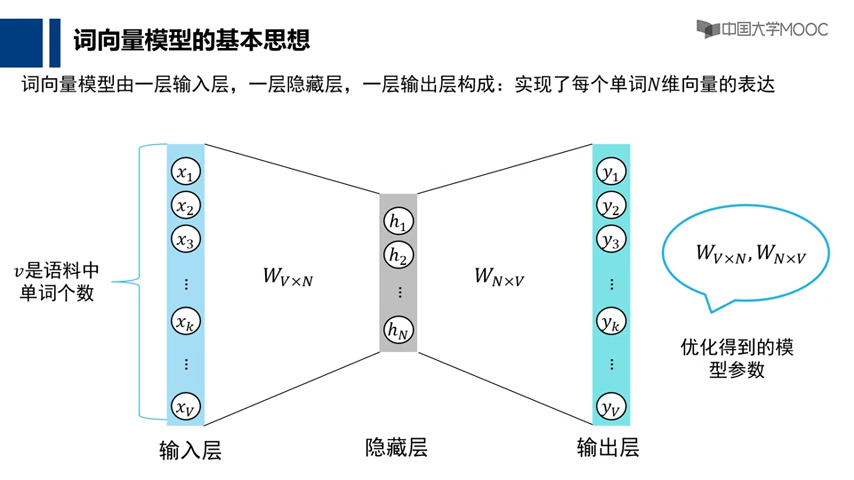 词向量模型的基本思想
中国大学MOOC
词向量模型由一层输入层，一层隐藏层，一层输出层构成：实现了每个单词N维向量的表达
v是语料中
单词个数
x₁
x₂
x₃
⋮
xₖ
⋮
x_V
输入层
W_{V×N}
h₁
h₂
⋮
h_N
隐藏层
W_{N×V}
y₁
y₂
y₃
⋮
yₖ
⋮
y_V
输出层
W_{V×N}, W_{N×V}
优化得到的模
型参数